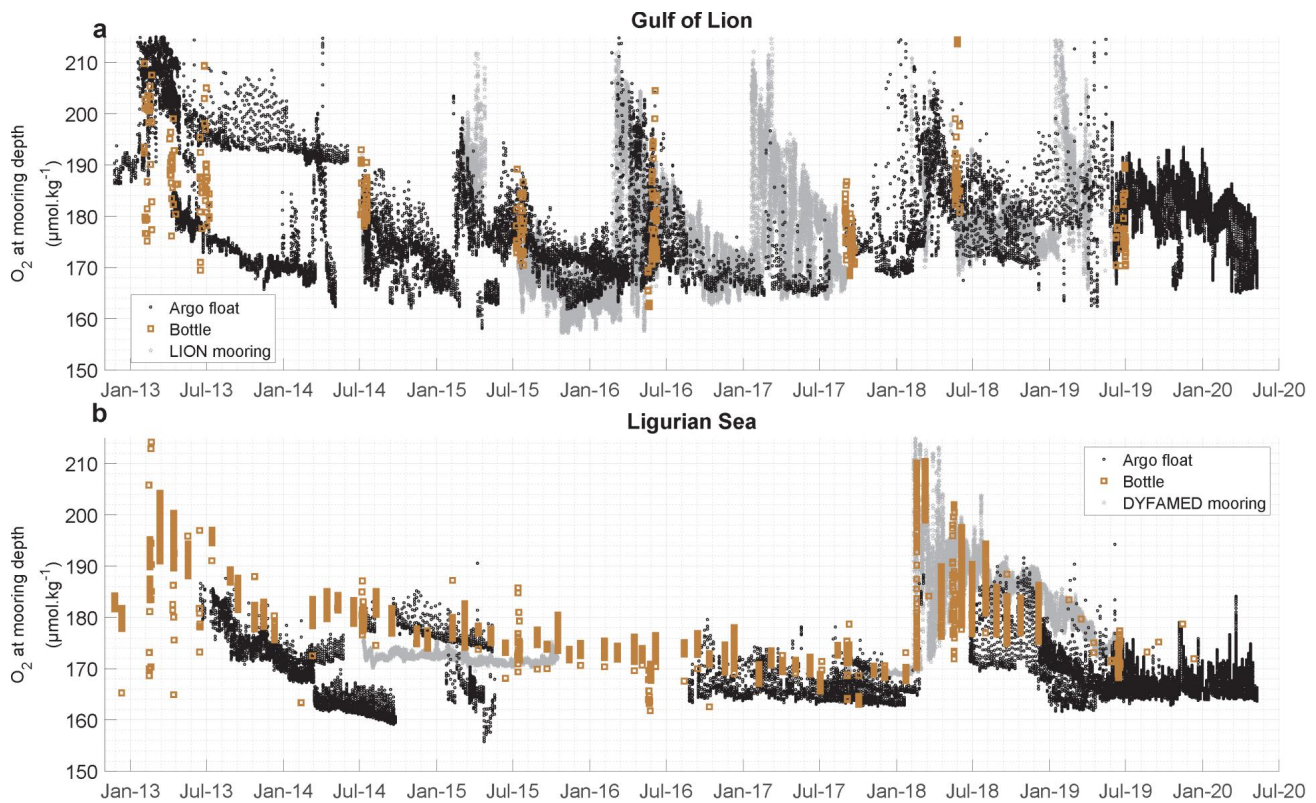 a
Gulf of Lion
O2 at mooring depth
(μmol.kg-1)
210
200
190
180
170
160
150
Argo float
Bottle
LION mooring
Jan-13 Jul-13 Jan-14 Jul-14 Jan-15 Jul-15 Jan-16 Jul-16 Jan-17 Jul-17 Jan-18 Jul-18 Jan-19 Jul-19 Jan-20 Jul-20
b
Ligurian Sea
O2 at mooring depth
(μmol.kg-1)
210
200
190
180
170
160
150
Argo float
Bottle
DYFAMED mooring
Jan-13 Jul-13 Jan-14 Jul-14 Jan-15 Jul-15 Jan-16 Jul-16 Jan-17 Jul-17 Jan-18 Jul-18 Jan-19 Jul-19 Jan-20 Jul-20